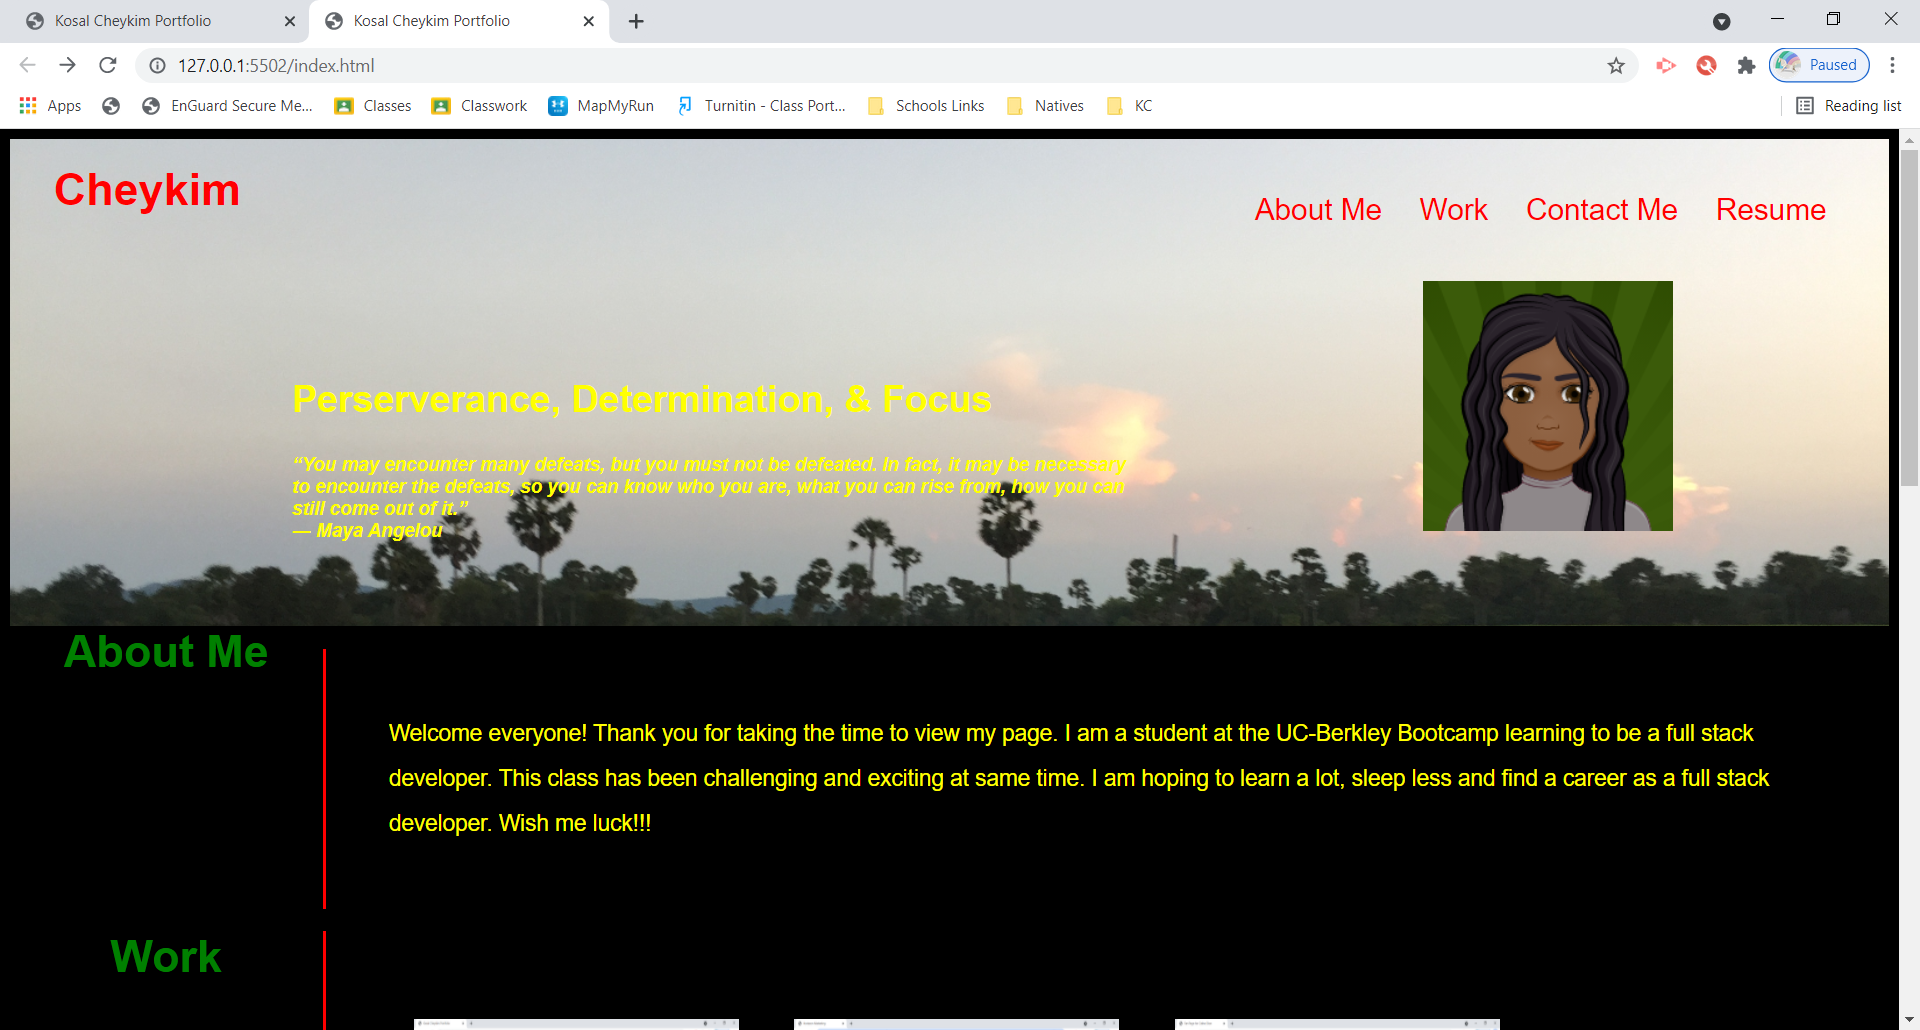 Kosal Cheykim Portfolio
Kosal Cheykim Portfolio
127.0.0.1:5502/index.html
Paused
Apps
EnGuard Secure Me...
Classes
Classwork
MapMyRun
Turnitin - Class Port...
Schools Links
Natives
KC
Reading list
Cheykim
About Me Work Contact Me Resume
Perserverance, Determination, & Focus
“You may encounter many defeats, but you must not be defeated. In fact, it may be necessary
to encounter the defeats, so you can know who you are, what you can rise from, how you can
still come out of it.”
— Maya Angelou
About Me
Welcome everyone! Thank you for taking the time to view my page. I am a student at the UC-Berkley Bootcamp learning to be a full stack
developer. This class has been challenging and exciting at same time. I am hoping to learn a lot, sleep less and find a career as a full stack
developer. Wish me luck!!!
Work